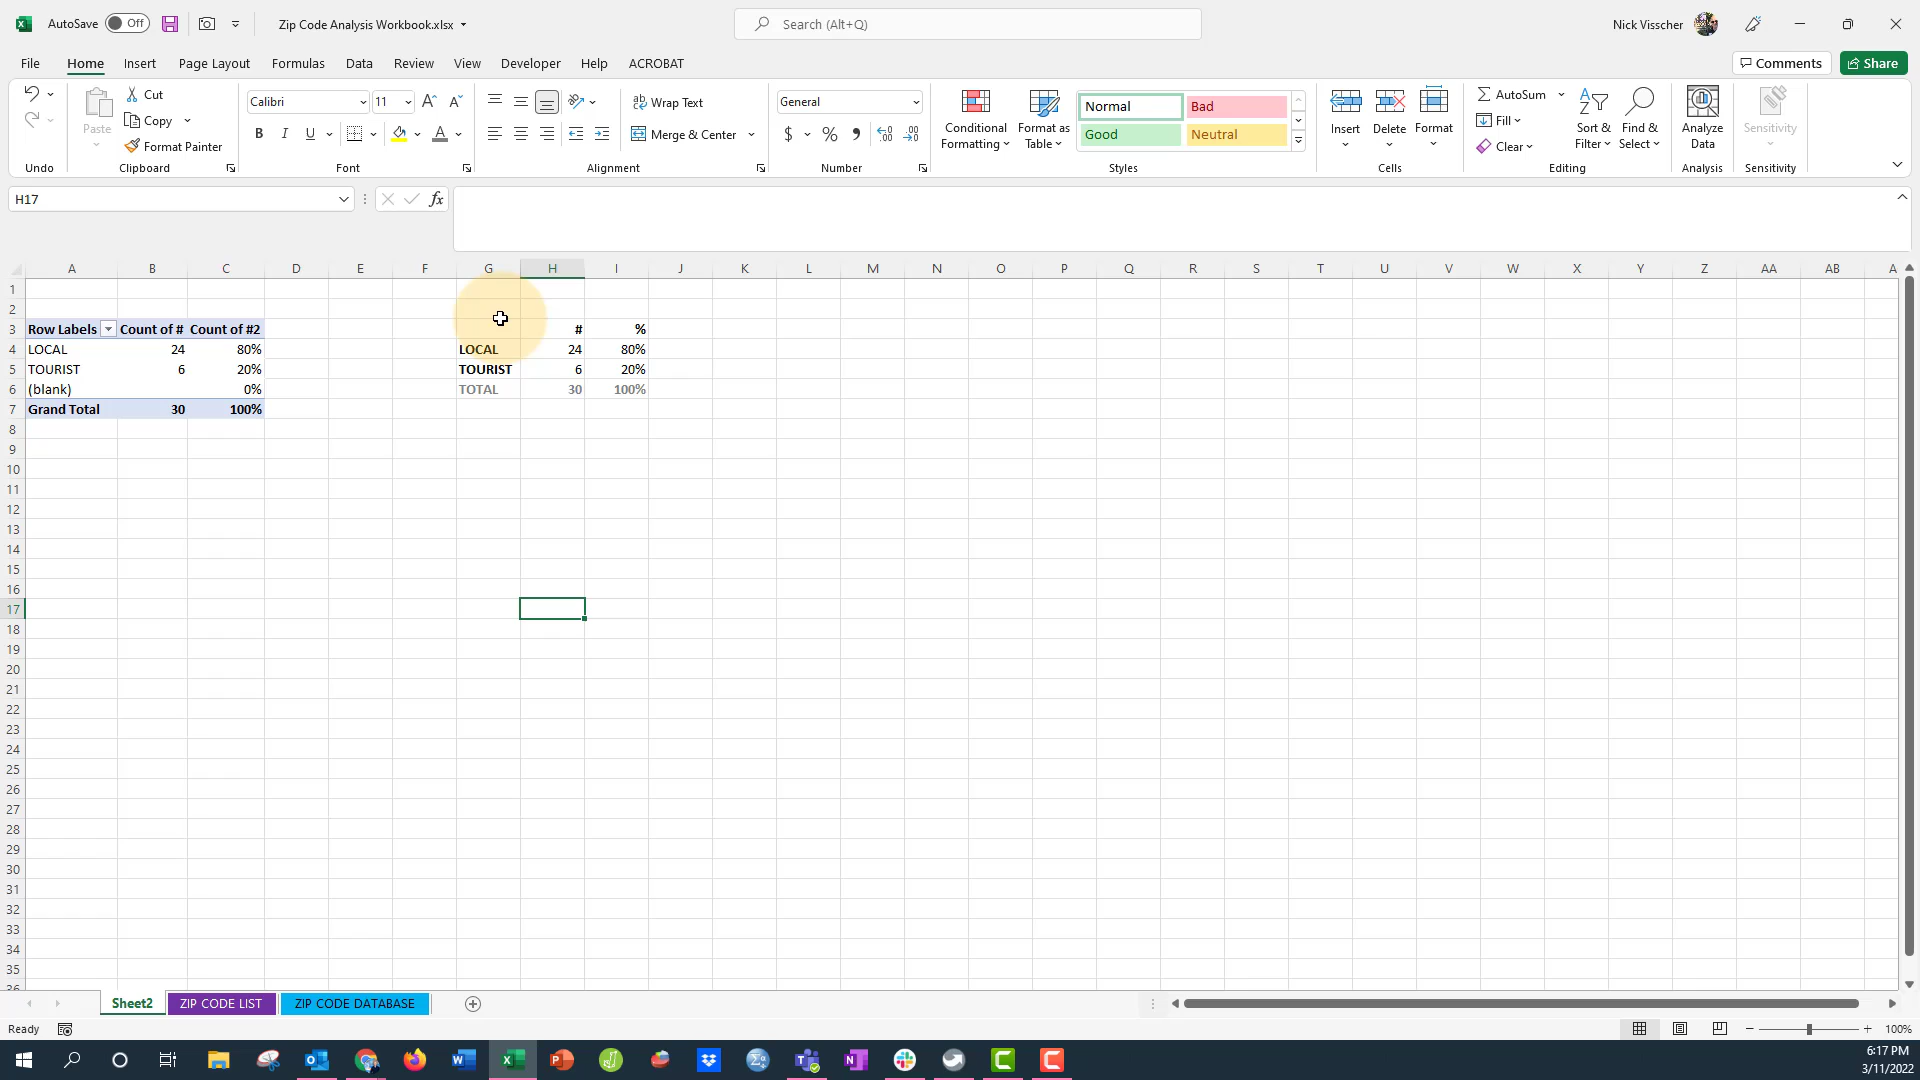 AutoSave Off Zip Code Analysis Workbook.xlsx Search (Alt+Q) Nick Visscher
File Home Insert Page Layout Formulas Data Review View Developer Help ACROBAT Comments Share
Cut
Copy
Format Painter
Paste
Calibri 11
B I U
Wrap Text
Merge & Center
General
$ % ,
Conditional Formatting
Format as Table
Normal Bad
Good Neutral
Insert Delete Format
AutoSum
Fill
Clear
Sort & Filter
Find & Select
Analyze Data
Sensitivity
Undo Clipboard Font Alignment Number Styles Cells Editing Analysis Sensitivity
H17 fx
A B C D E F G H I J K L M N O P Q R S T U V W X Y Z AA AB A
1
2
3 Row Labels Count of # Count of #2 # %
4 LOCAL 24 80% LOCAL 24 80%
5 TOURIST 6 20% TOURIST 6 20%
6 (blank) 0% TOTAL 30 100%
7 Grand Total 30 100%
8
9
10
11
12
13
14
15
16
17
18
19
20
21
22
23
24
25
26
27
28
29
30
31
32
33
34
35
36
Sheet2 ZIP CODE LIST ZIP CODE DATABASE
Ready 100%
6:17 PM
3/11/2022